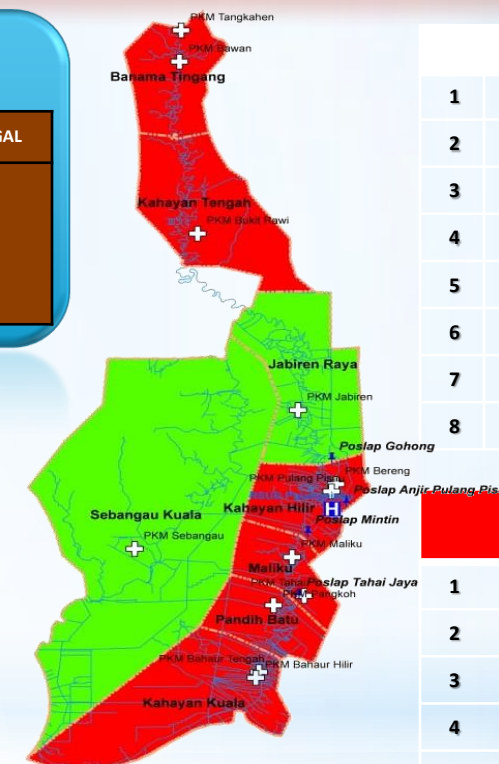 GAL
PKM Tangkahen
PKM Bawan
Banama Tingang
Kahayan Tengah
PKM Bukit Rawi
Jabiren Raya
PKM Jabiren
Poslap Gohong
PKM Bereng
PKM Pulang Pisau
Poslap Anjir Pulang Pis
Kahayan Hilir
H
Sebangau Kuala
Poslap Mintin
PKM Sebangau
PKM Maliku
Maliku
PKM Tahai
Poslap Tahai Jaya
PKM Pangkoh
Pandih Batu
PKM Bahaur Tengah
PKM Bahaur Hilir
Kahayan Kuala
1
2
3
4
5
6
7
8
1
2
3
4